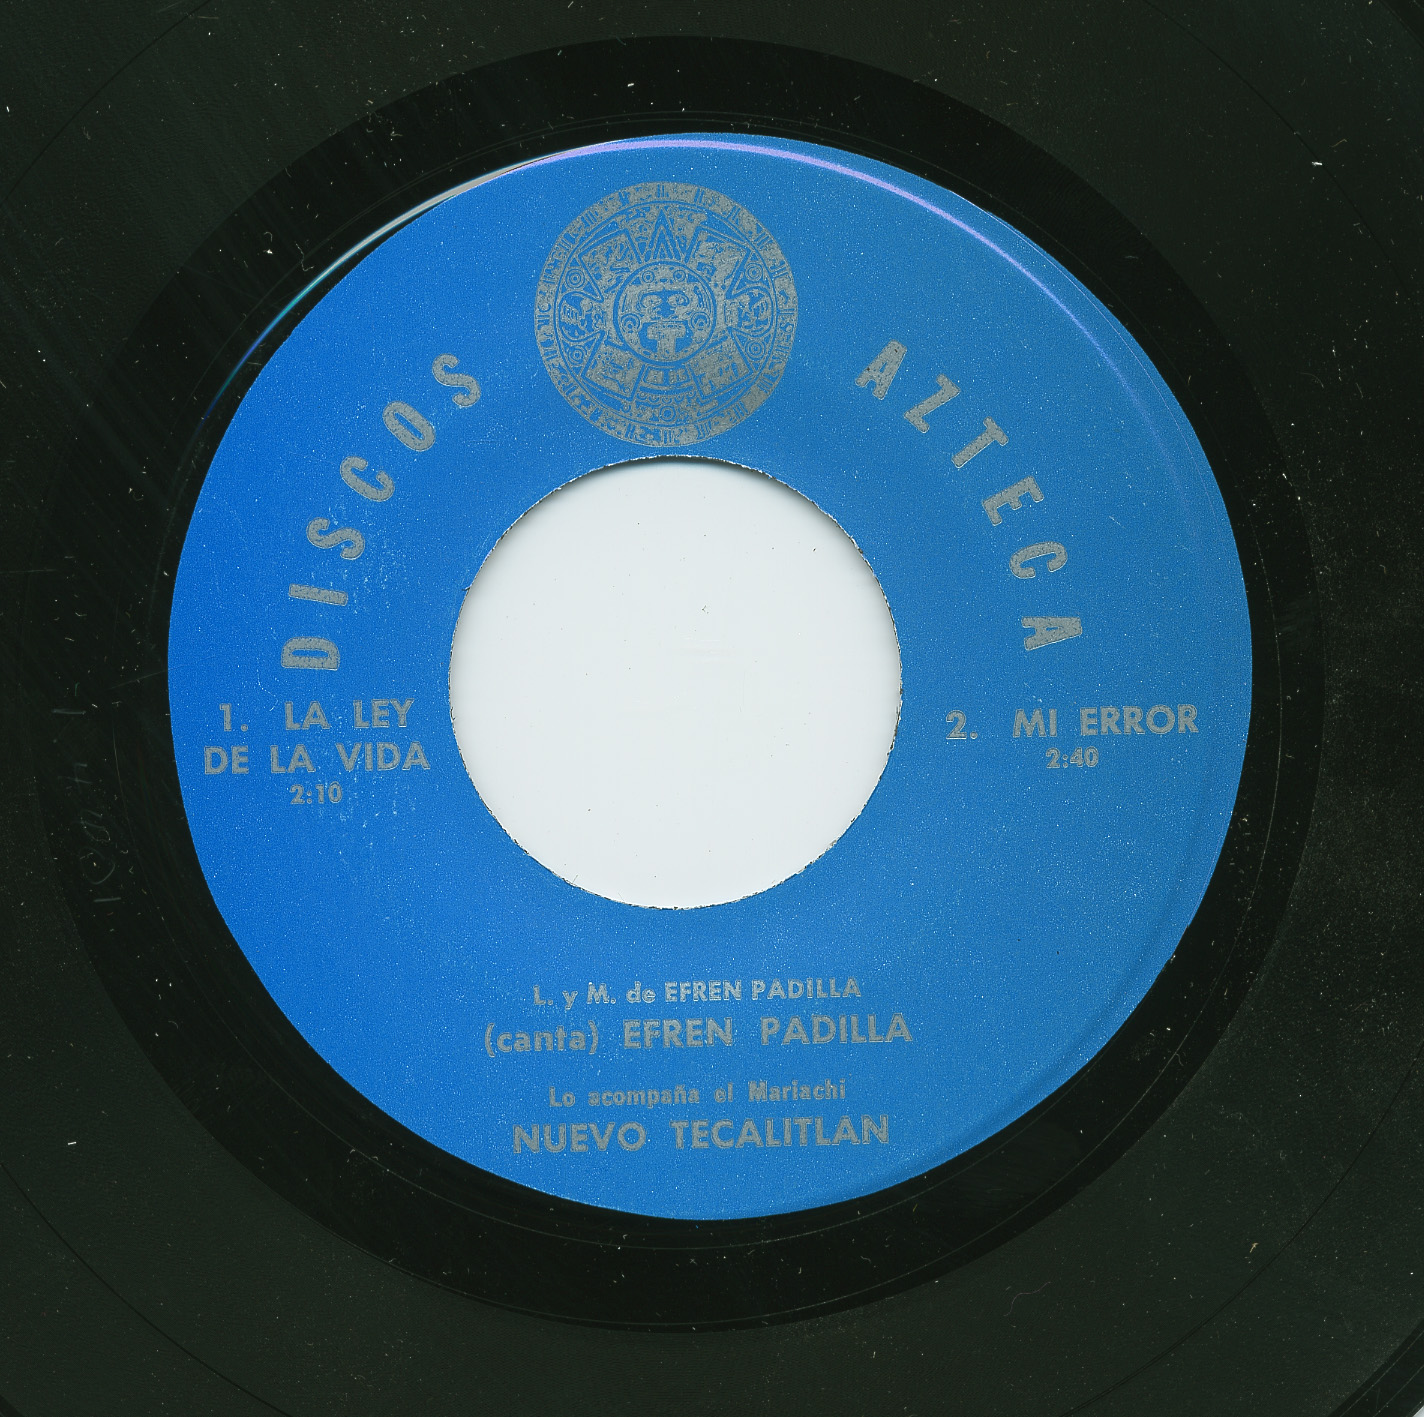 DISCOS AZTECA
1. LA LEY
DE LA VIDA
2:10
2. MI ERROR
2:40
L. y M. de EFREN PADILLA
(canta) EFREN PADILLA
Lo acompaña el Mariachi
NUEVO TECALITLAN